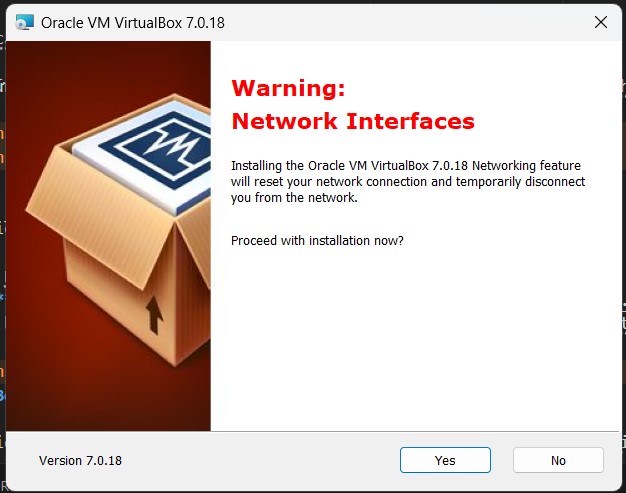 Oracle VM VirtualBox 7.0.18
Warning:
Network Interfaces
Installing the Oracle VM VirtualBox 7.0.18 Networking feature
will reset your network connection and temporarily disconnect
you from the network.
Proceed with installation now?
Version 7.0.18
Yes
No